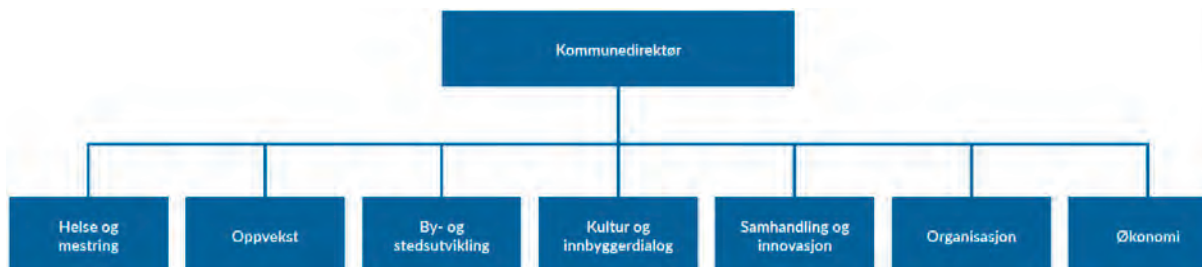 Kommunedirektør
Helse og
mestring
Oppvekst
By- og
stedsutvikling
Kultur og
innbyggerdialog
Samhandling og
innovasjon
Organisasjon
Økonomi